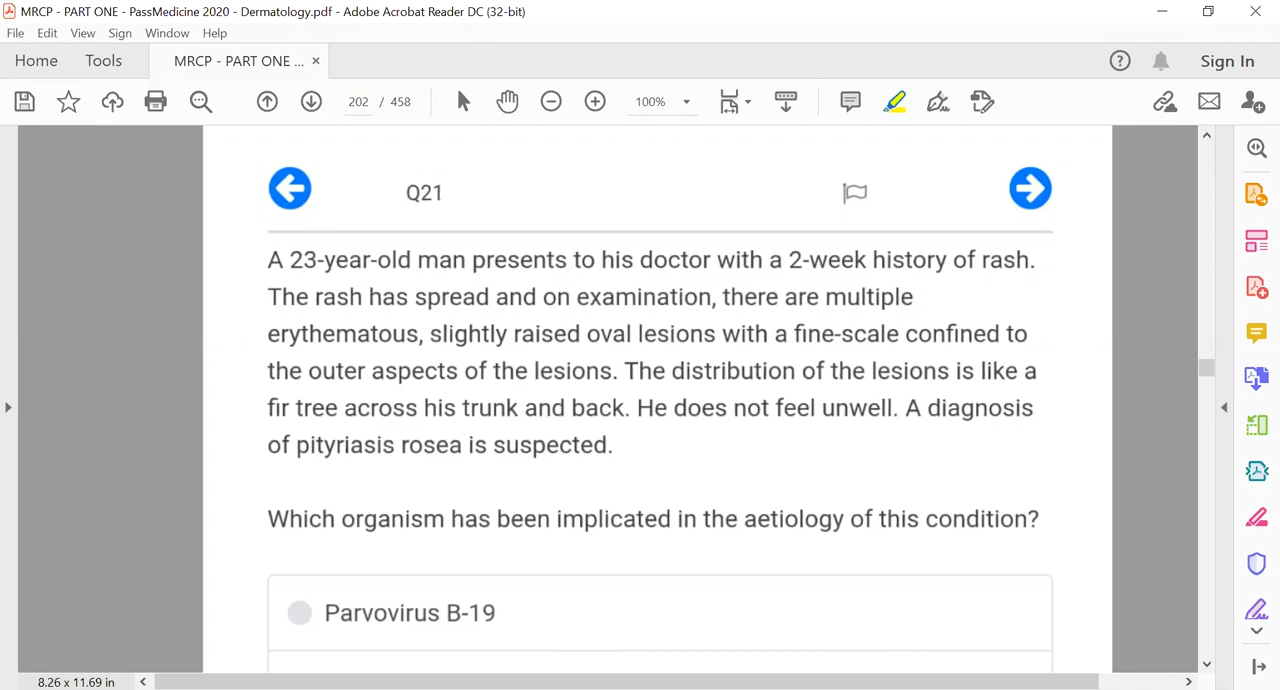 MRCP - PART ONE - PassMedicine 2020 - Dermatology.pdf - Adobe Acrobat Reader DC (32-bit)
File Edit View Sign Window Help
Home Tools MRCP - PART ONE ... × Sign In
202 / 458 100%
Q21
A 23-year-old man presents to his doctor with a 2-week history of rash.
The rash has spread and on examination, there are multiple
erythematous, slightly raised oval lesions with a fine-scale confined to
the outer aspects of the lesions. The distribution of the lesions is like a
fir tree across his trunk and back. He does not feel unwell. A diagnosis
of pityriasis rosea is suspected.
Which organism has been implicated in the aetiology of this condition?
Parvovirus B-19
8.26 x 11.69 in